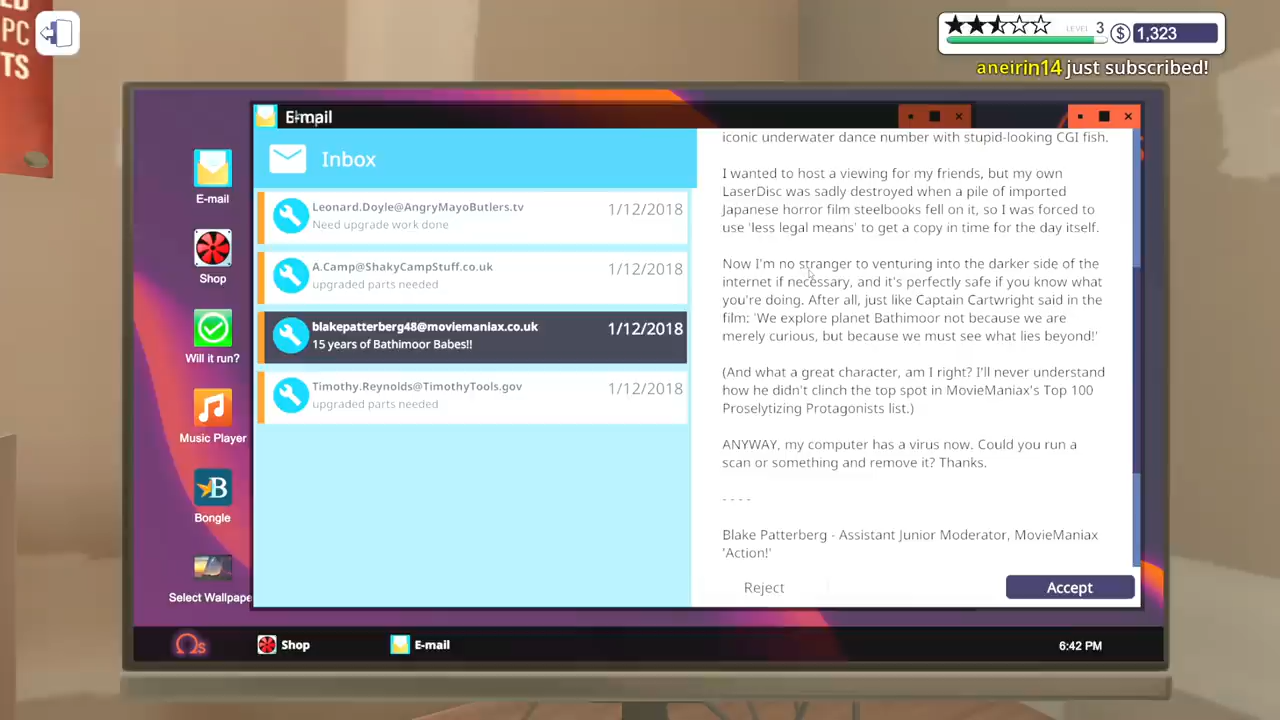 PC
TS
LEVEL 3
$ 1,323
aneirin14 just subscribed!
E-mail
Inbox
Leonard.Doyle@AngryMayoButlers.tv 1/12/2018
Need upgrade work done
A.Camp@ShakyCampStuff.co.uk 1/12/2018
upgraded parts needed
blakepatterberg48@moviemaniax.co.uk 1/12/2018
15 years of Bathimoor Babes!!
Timothy.Reynolds@TimothyTools.gov 1/12/2018
upgraded parts needed
iconic underwater dance number with stupid-looking CGI fish.
I wanted to host a viewing for my friends, but my own
LaserDisc was sadly destroyed when a pile of imported
Japanese horror film steelbooks fell on it, so I was forced to
use 'less legal means' to get a copy in time for the day itself.
Now I'm no stranger to venturing into the darker side of the
internet if necessary, and it's perfectly safe if you know what
you're doing. After all, just like Captain Cartwright said in the
film: 'We explore planet Bathimoor not because we are
merely curious, but because we must see what lies beyond!'
(And what a great character, am I right? I'll never understand
how he didn't clinch the top spot in MovieManiax's Top 100
Proselytizing Protagonists list.)
ANYWAY, my computer has a virus now. Could you run a
scan or something and remove it? Thanks.
- - - -
Blake Patterberg - Assistant Junior Moderator, MovieManiax
'Action!'
Reject
Accept
E-mail
Shop
Will it run?
Music Player
B
Bongle
Select Wallpape
Ωs
Shop
E-mail
6:42 PM